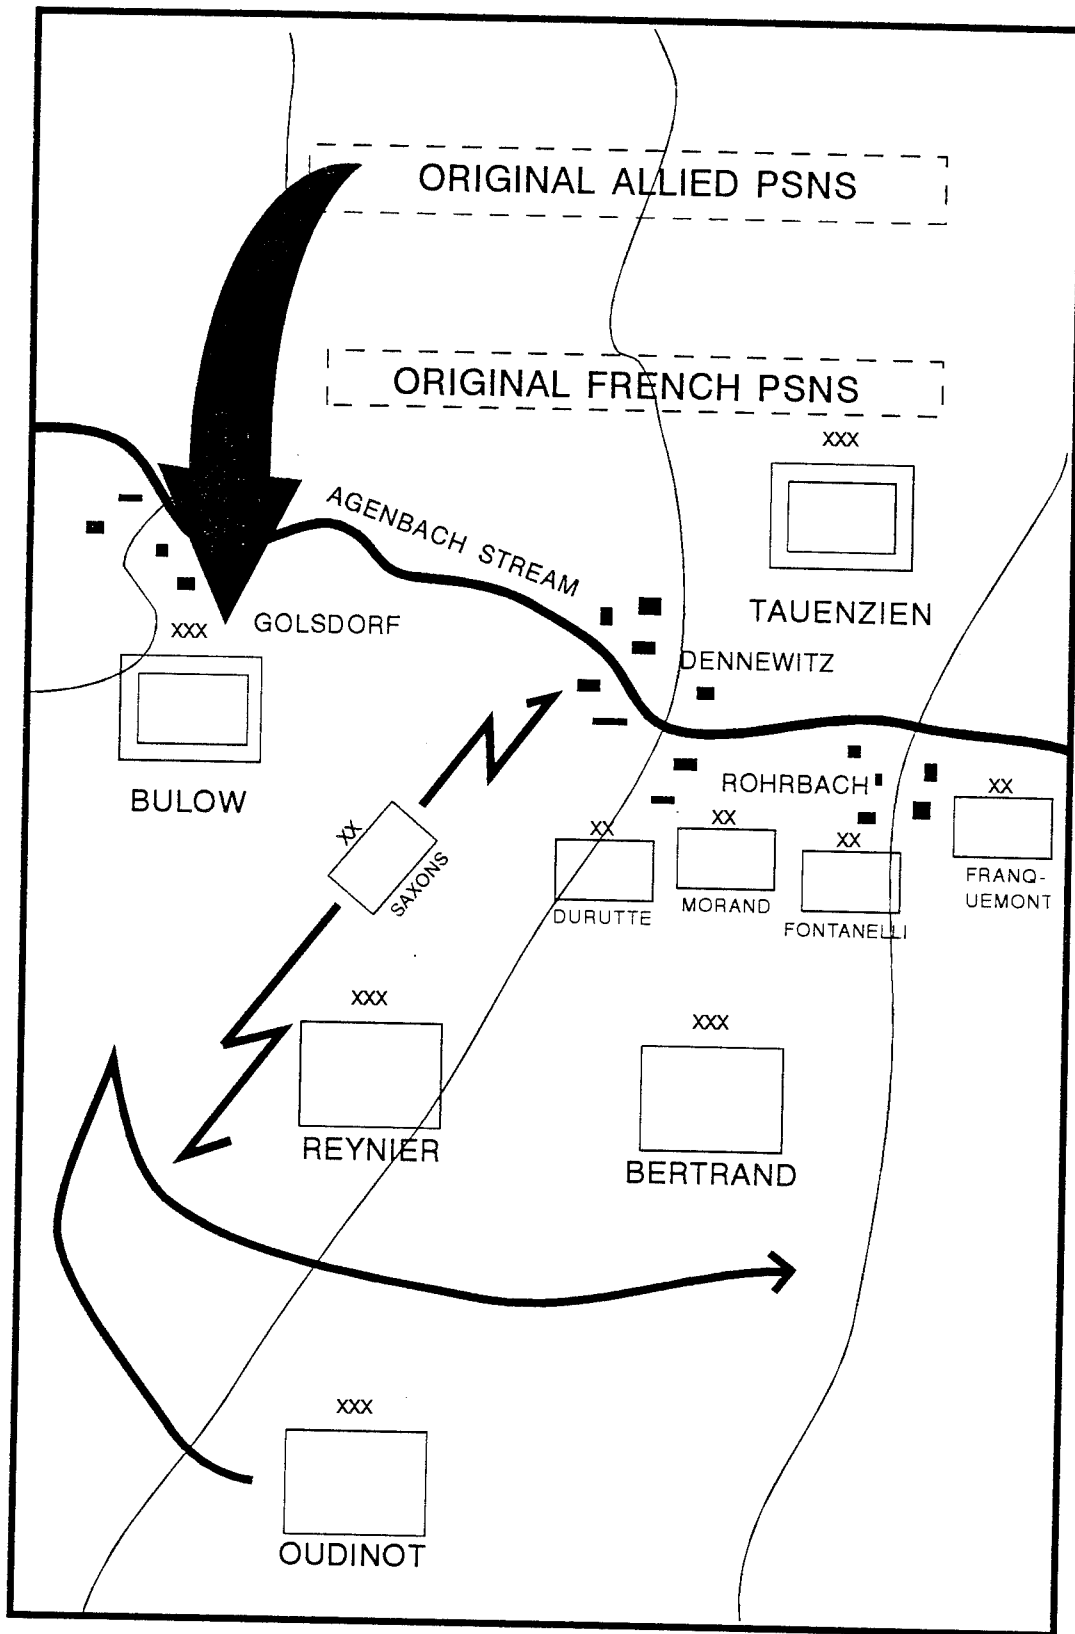 ORIGINAL ALLIED PSNS
ORIGINAL FRENCH PSNS
XXX
TAUENZIEN
AGENBACH STREAM
GOLSDORF
XXX
BULOW
DENNEWITZ
ROHRBACH
XX
SAXONS
XX
DURUTTE
XX
MORAND
XX
FONTANELLI
XX
FRANQ-
UEMONT
XXX
REYNIER
XXX
BERTRAND
XXX
OUDINOT